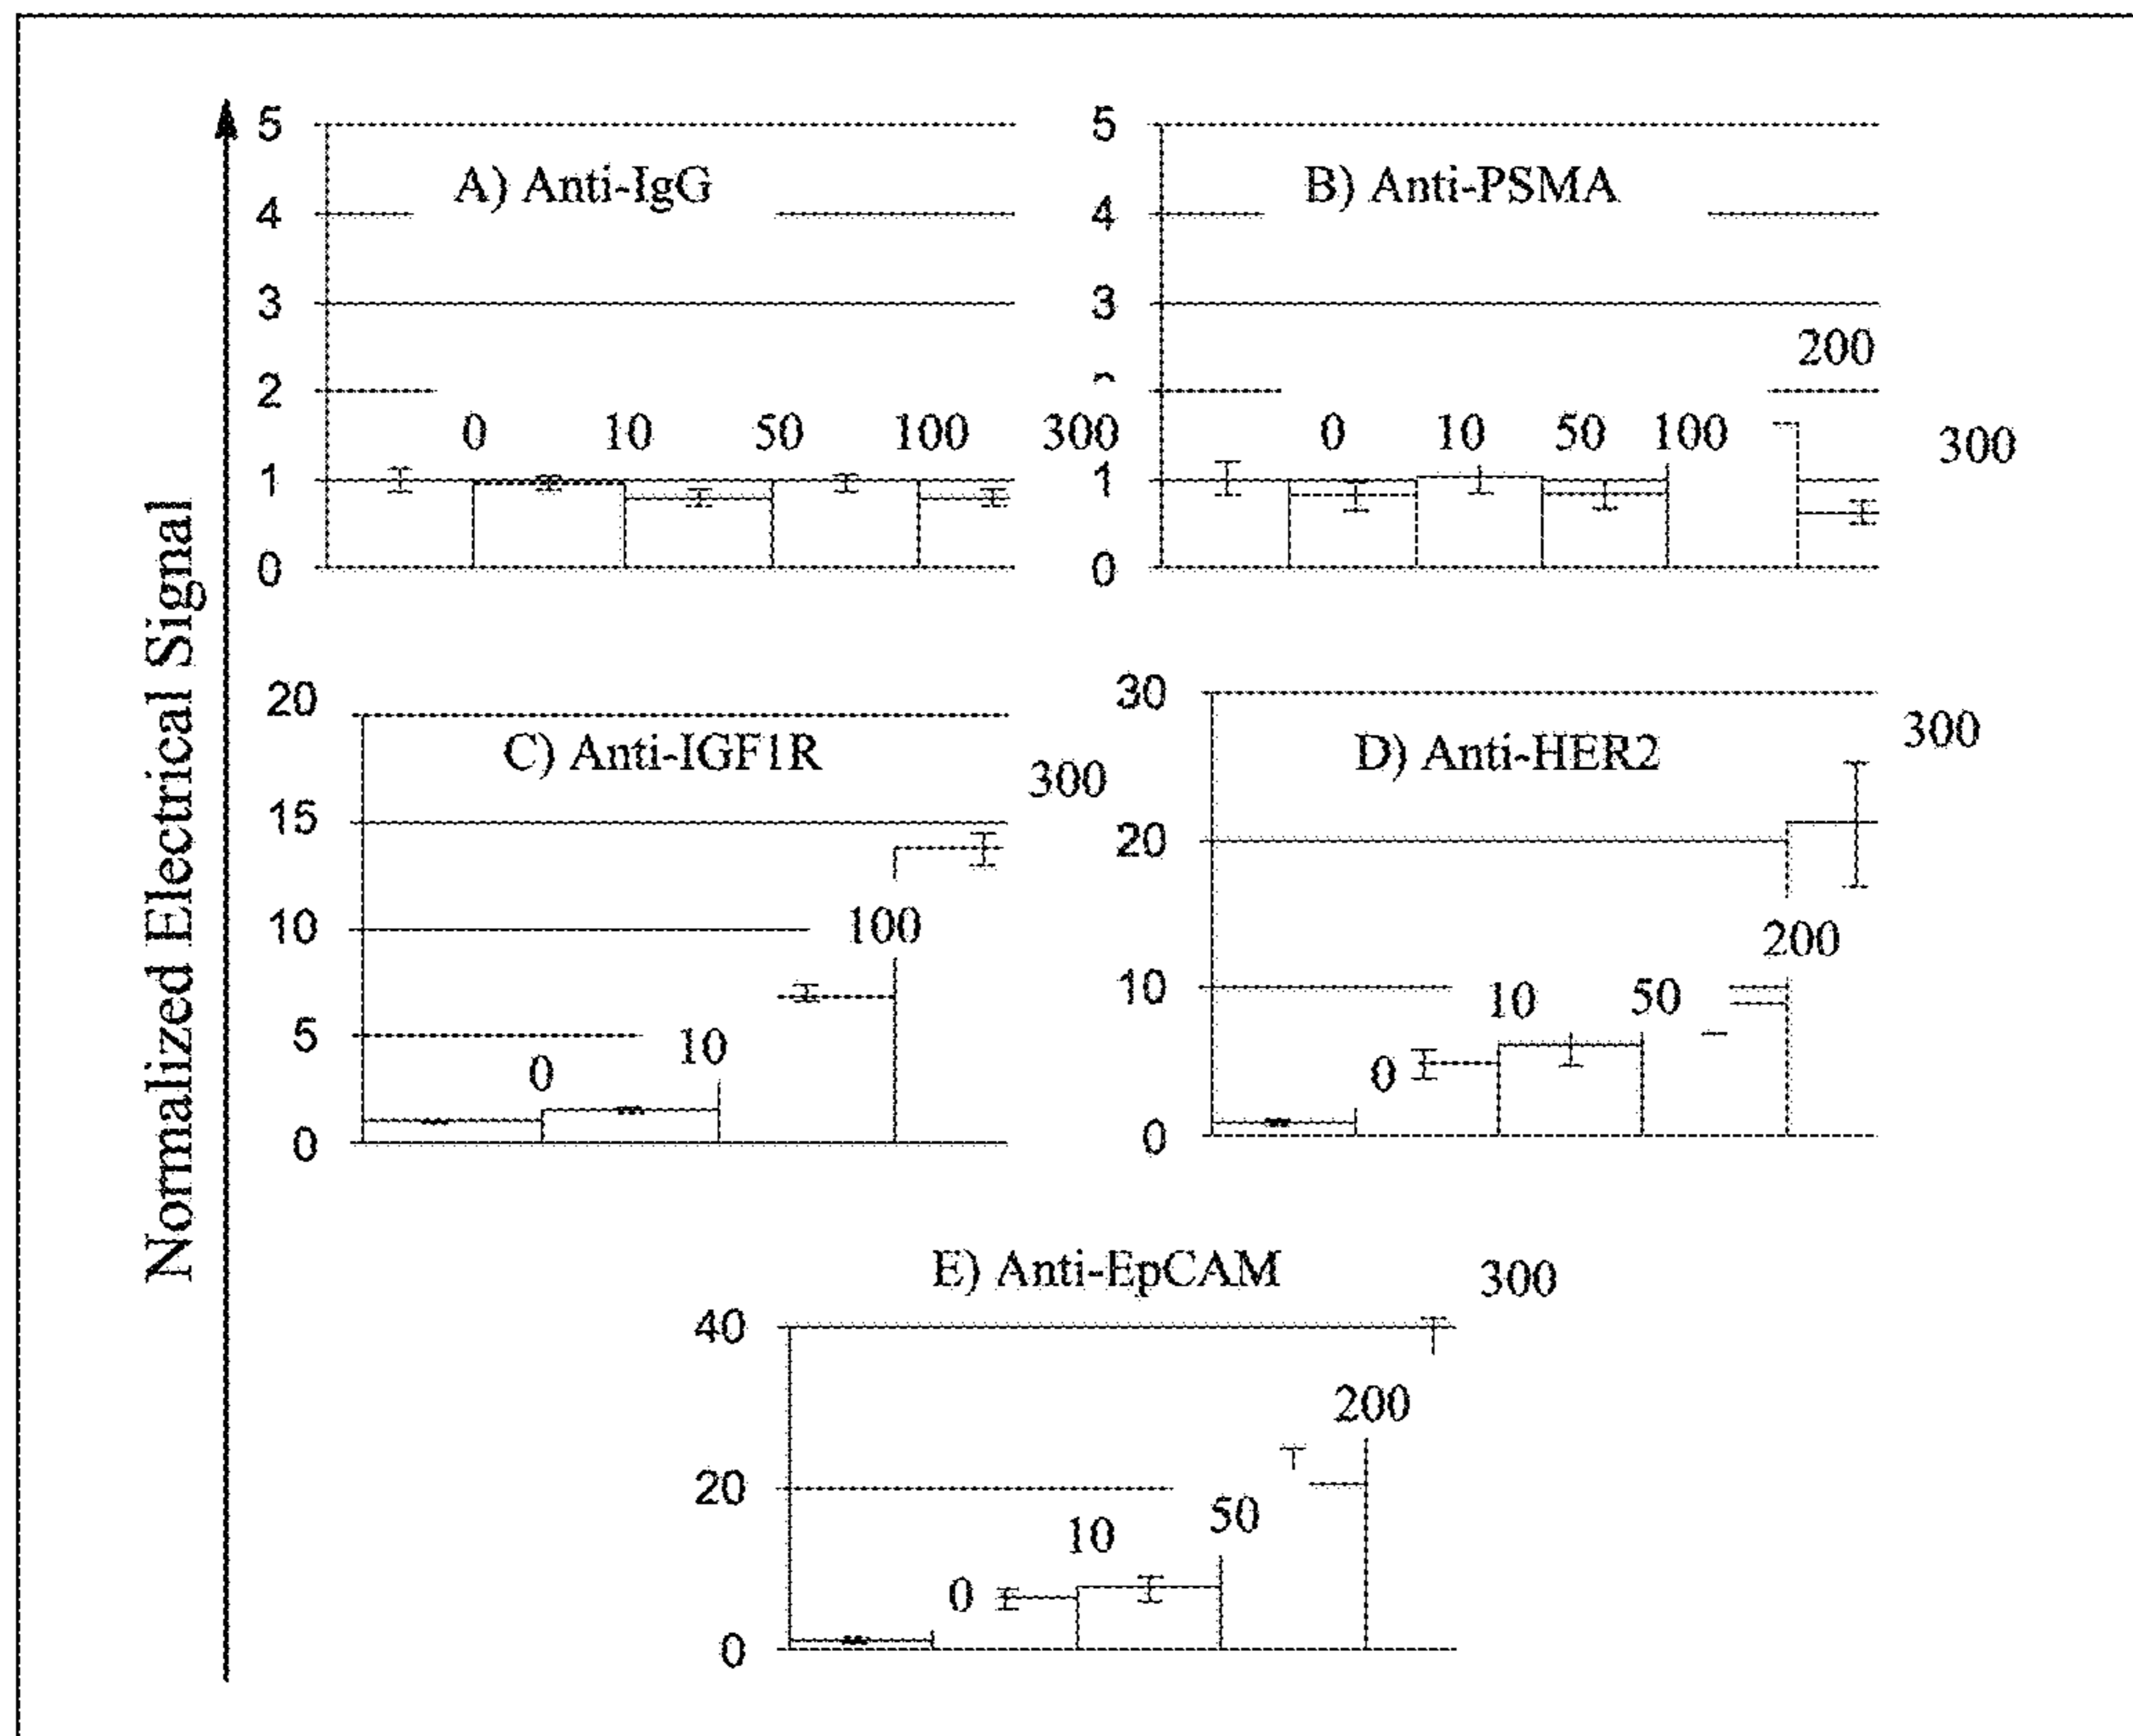 Normalized Electrical Signal
A) Anti-IgG
5
4
3
2
1
0
0 10 50 100 300
B) Anti-PSMA
5
4
3
1
0
0 10 50 100 200 300
C) Anti-IGF1R
20
15
10
5
0
0 10 100 300
D) Anti-HER2
30
20
10
0
0 10 50 200 300
E) Anti-EpCAM
40
20
0
0 10 50 200 300